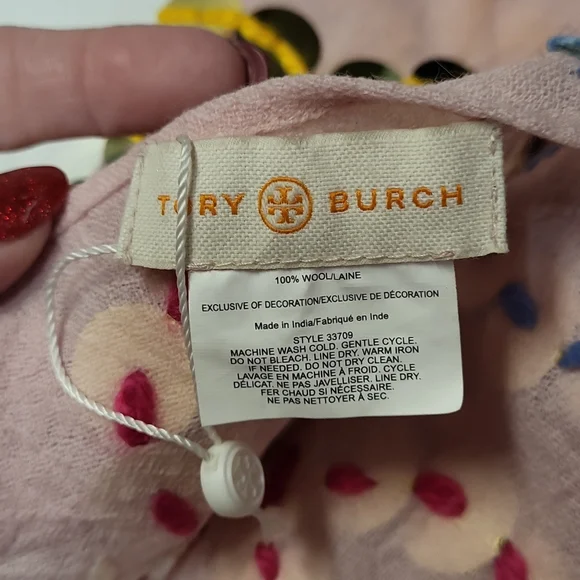 TORY BURCH
100% WOOL/LAINE
EXCLUSIVE OF DECORATION/EXCLUSIVE DE DÉCORATION
Made in India/Fabriqué en Inde
STYLE 33709
MACHINE WASH COLD. GENTLE CYCLE.
DO NOT BLEACH. LINE DRY. WARM IRON
IF NEEDED. DO NOT DRY CLEAN.
LAVAGE EN MACHINE À FROID. CYCLE
DÉLICAT. NE PAS JAVELLISER. LINE DRY.
FER CHAUD SI NÉCESSAIRE.
NE PAS NETTOYER À SEC.